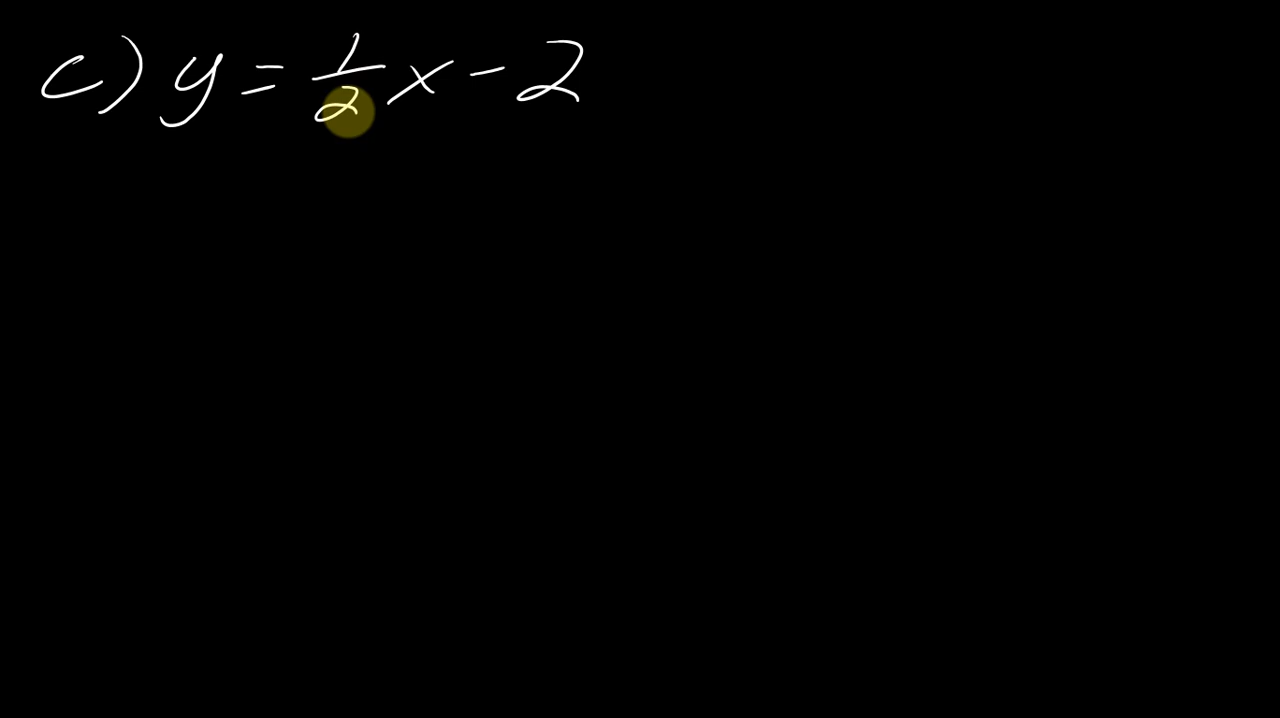 c) y = 1/2 x - 2